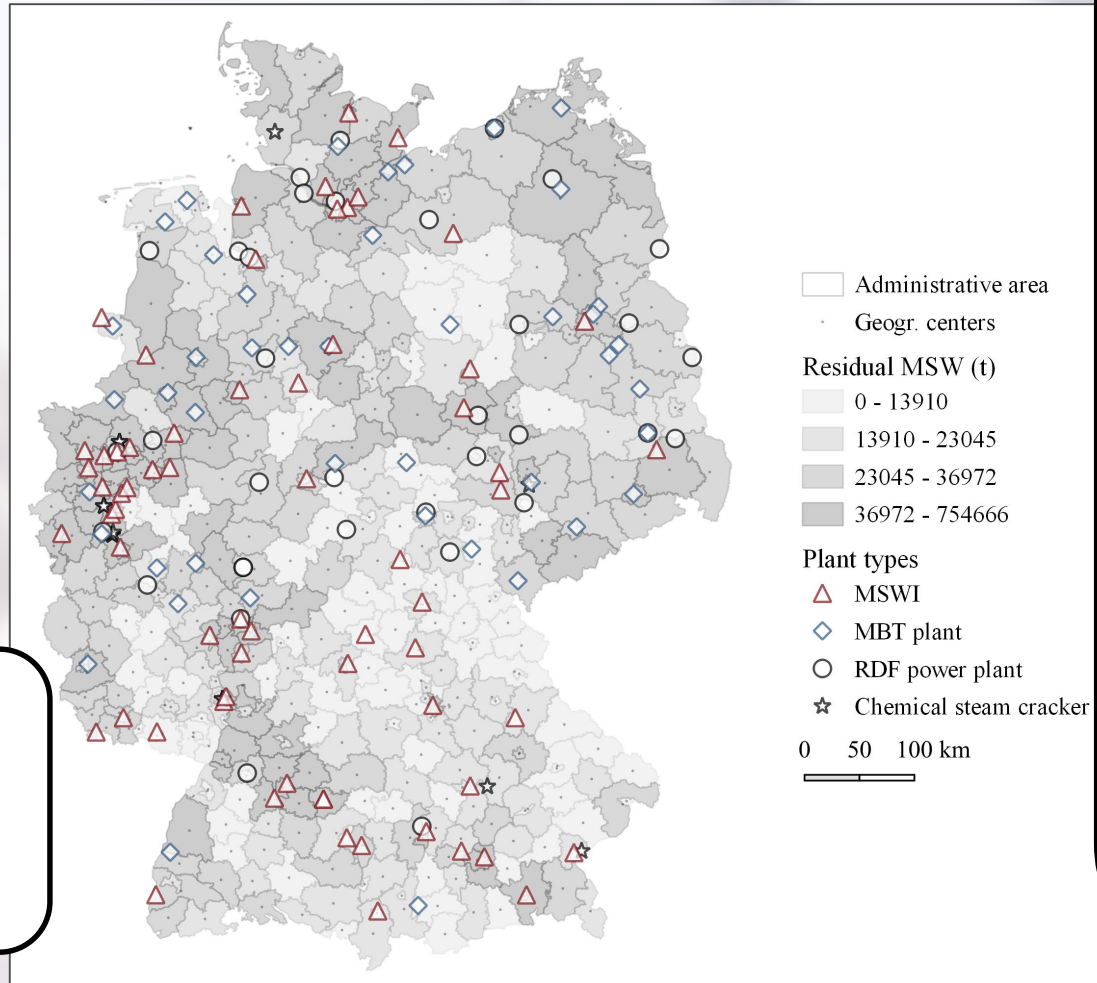 Administrative area
Geogr. centers
Residual MSW (t)
0 - 13910
13910 - 23045
23045 - 36972
36972 - 754666
Plant types
MSWI
MBT plant
RDF power plant
Chemical steam cracker
0 50 100 km